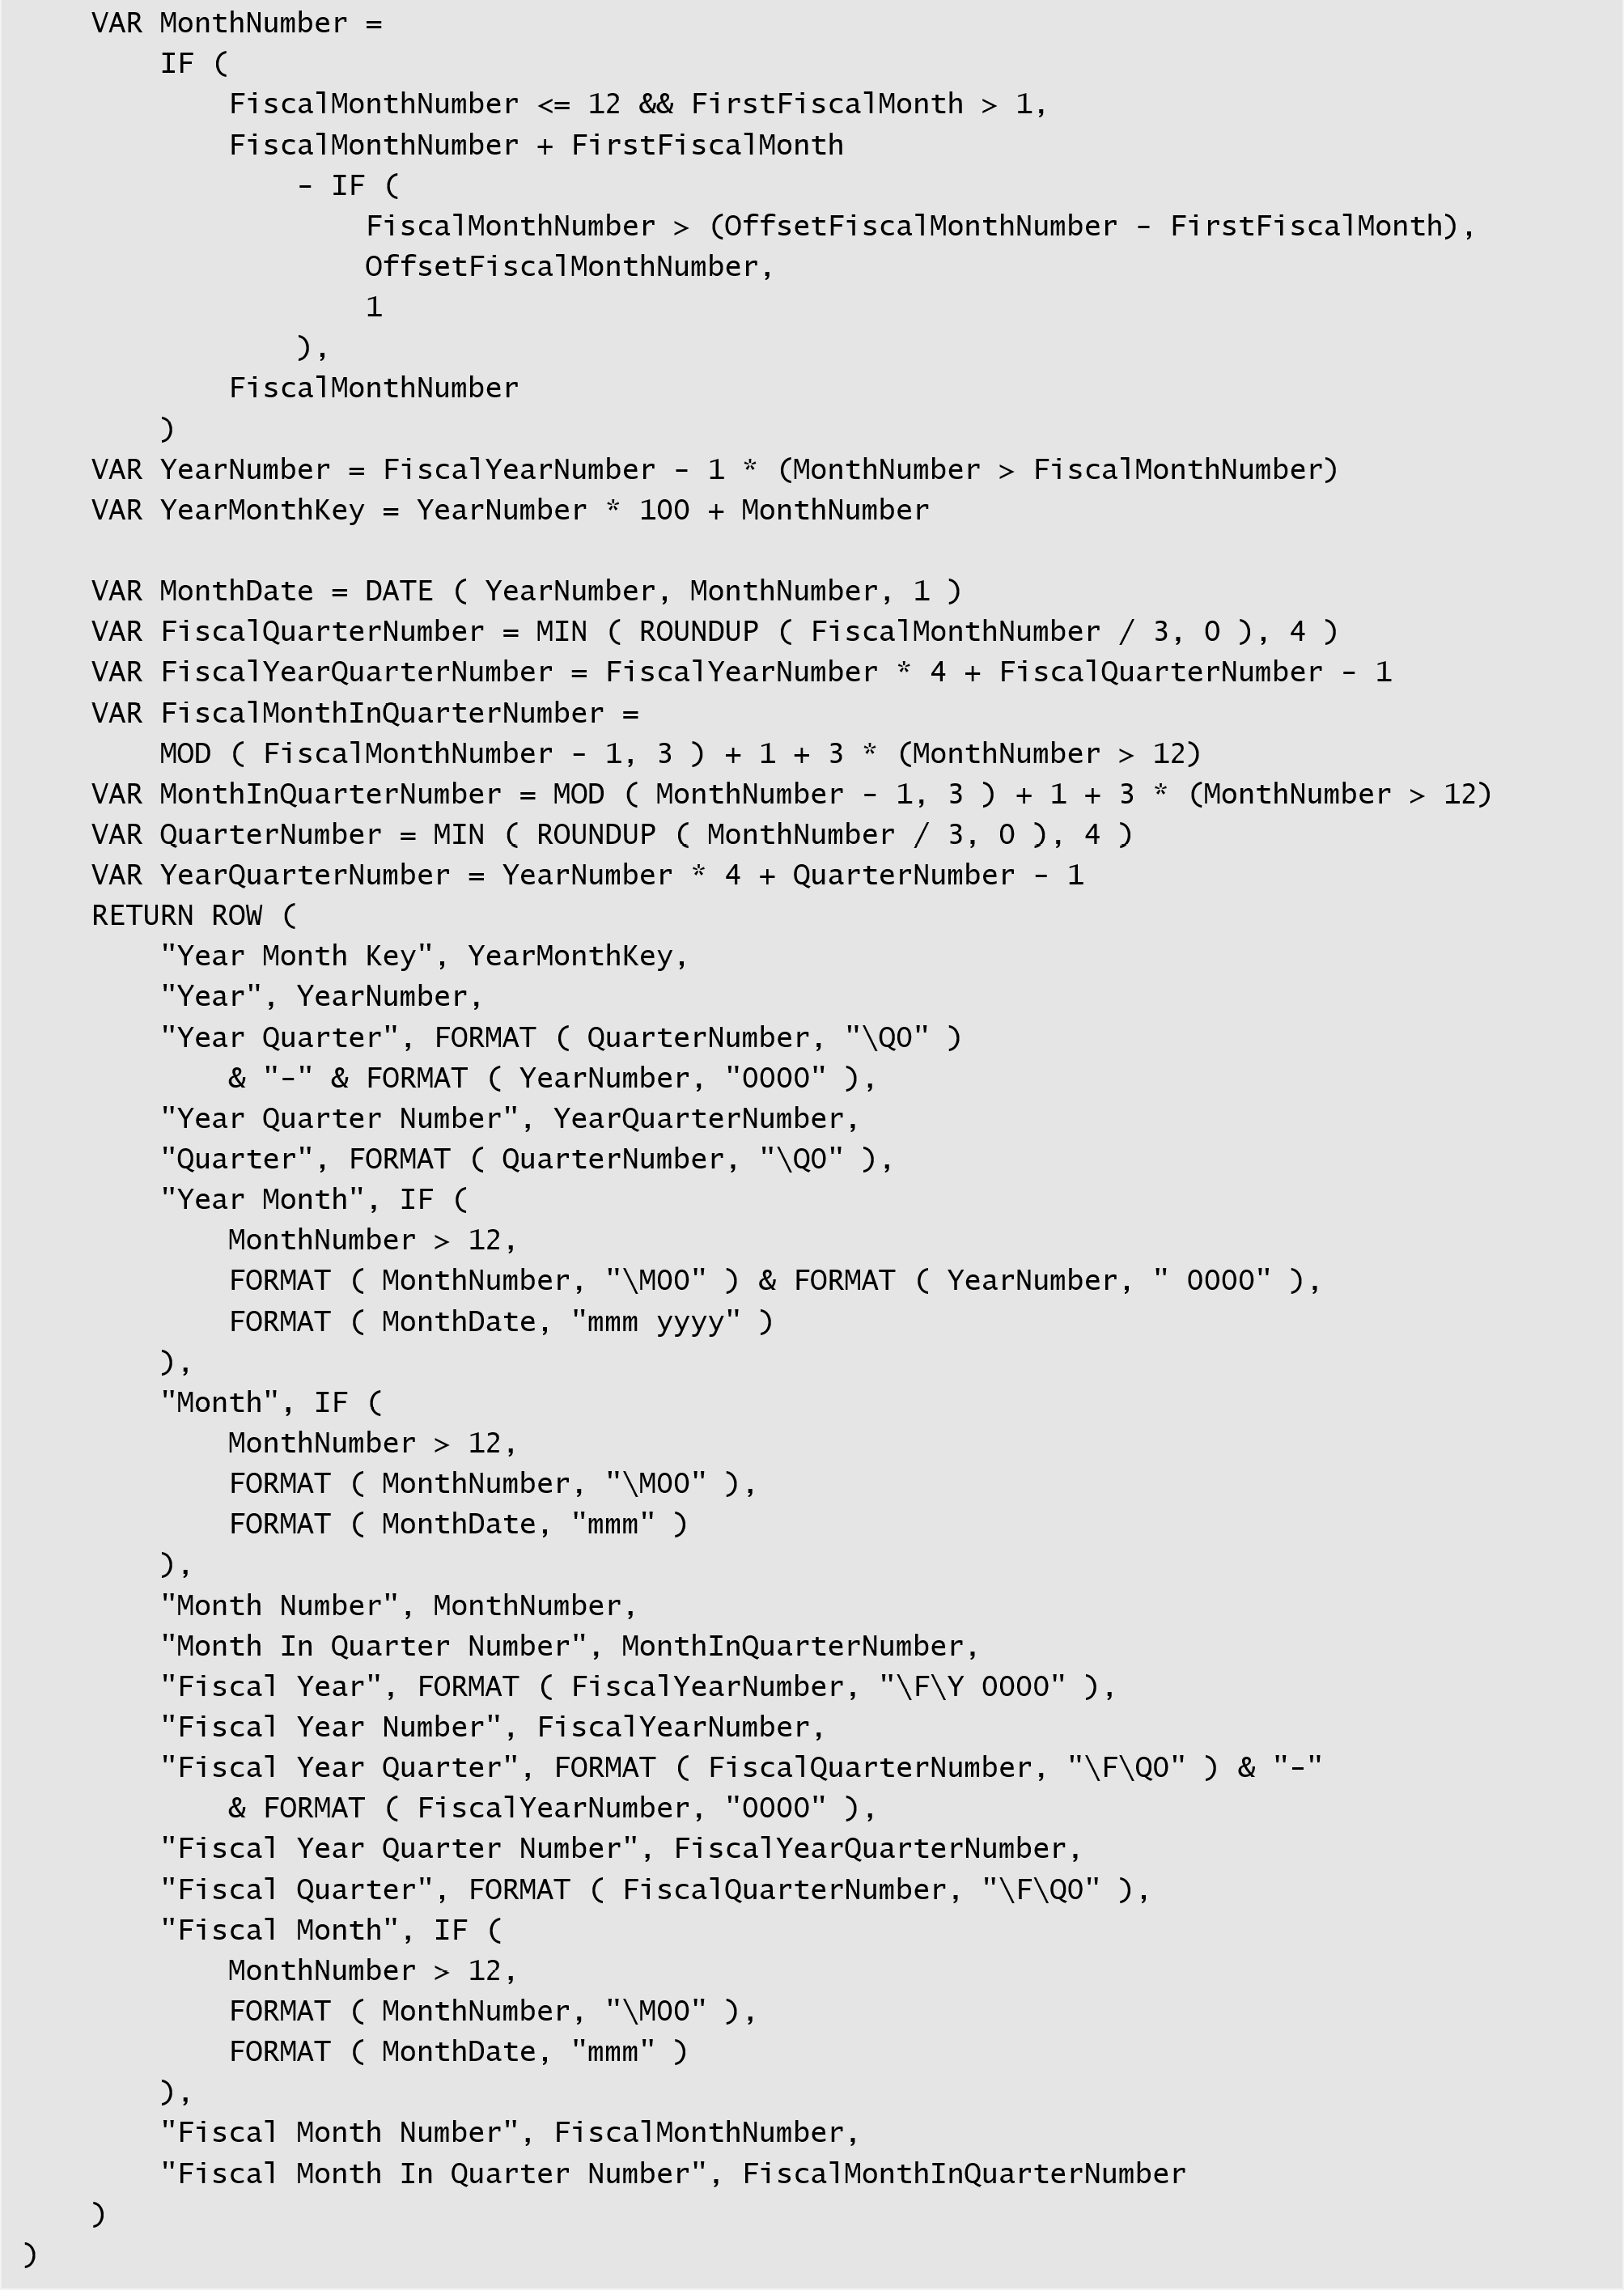 VAR MonthNumber =
IF (
FiscalMonthNumber <= 12 && FirstFiscalMonth > 1,
FiscalMonthNumber + FirstFiscalMonth
- IF (
FiscalMonthNumber > (OffsetFiscalMonthNumber - FirstFiscalMonth),
OffsetFiscalMonthNumber,
1
),
FiscalMonthNumber
)
VAR YearNumber = FiscalYearNumber - 1 * (MonthNumber > FiscalMonthNumber)
VAR YearMonthKey = YearNumber * 100 + MonthNumber
VAR MonthDate = DATE ( YearNumber, MonthNumber, 1 )
VAR FiscalQuarterNumber = MIN ( ROUNDUP ( FiscalMonthNumber / 3, 0 ), 4 )
VAR FiscalYearQuarterNumber = FiscalYearNumber * 4 + FiscalQuarterNumber - 1
VAR FiscalMonthInQuarterNumber =
MOD ( FiscalMonthNumber - 1, 3 ) + 1 + 3 * (MonthNumber > 12)
VAR MonthInQuarterNumber = MOD ( MonthNumber - 1, 3 ) + 1 + 3 * (MonthNumber > 12)
VAR QuarterNumber = MIN ( ROUNDUP ( MonthNumber / 3, 0 ), 4 )
VAR YearQuarterNumber = YearNumber * 4 + QuarterNumber - 1
RETURN ROW (
"Year Month Key", YearMonthKey,
"Year", YearNumber,
"Year Quarter", FORMAT ( QuarterNumber, "\Q0" )
& "-" & FORMAT ( YearNumber, "0000" ),
"Year Quarter Number", YearQuarterNumber,
"Quarter", FORMAT ( QuarterNumber, "\Q0" ),
"Year Month", IF (
MonthNumber > 12,
FORMAT ( MonthNumber, "\M00" ) & FORMAT ( YearNumber, " 0000" ),
FORMAT ( MonthDate, "mmm yyyy" )
),
"Month", IF (
MonthNumber > 12,
FORMAT ( MonthNumber, "\M00" ),
FORMAT ( MonthDate, "mmm" )
),
"Month Number", MonthNumber,
"Month In Quarter Number", MonthInQuarterNumber,
"Fiscal Year", FORMAT ( FiscalYearNumber, "\F\Y 0000" ),
"Fiscal Year Number", FiscalYearNumber,
"Fiscal Year Quarter", FORMAT ( FiscalQuarterNumber, "\F\Q0" ) & "-"
& FORMAT ( FiscalYearNumber, "0000" ),
"Fiscal Year Quarter Number", FiscalYearQuarterNumber,
"Fiscal Quarter", FORMAT ( FiscalQuarterNumber, "\F\Q0" ),
"Fiscal Month", IF (
MonthNumber > 12,
FORMAT ( MonthNumber, "\M00" ),
FORMAT ( MonthDate, "mmm" )
),
"Fiscal Month Number", FiscalMonthNumber,
"Fiscal Month In Quarter Number", FiscalMonthInQuarterNumber
)
)